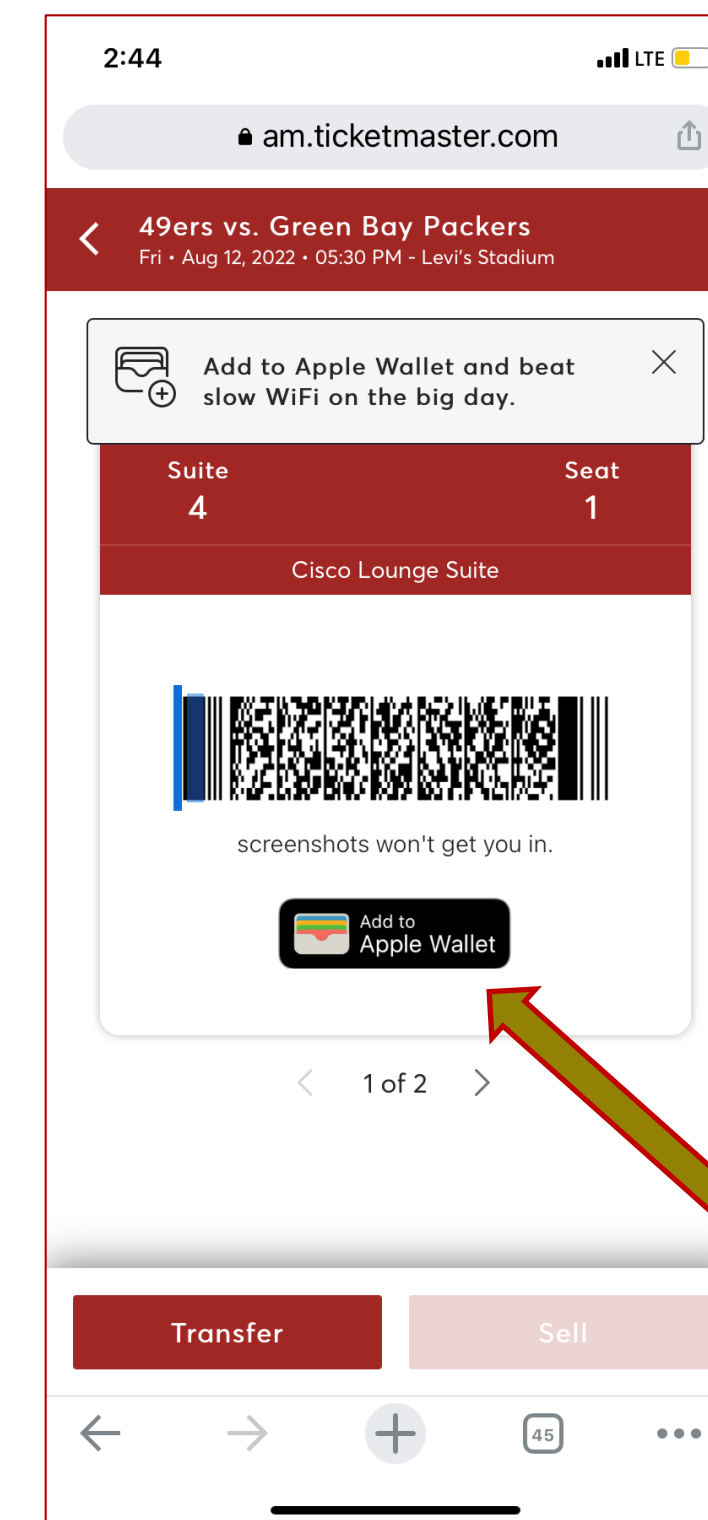 2:44
LTE
am.ticketmaster.com
49ers vs. Green Bay Packers
Fri • Aug 12, 2022 • 05:30 PM - Levi's Stadium
Add to Apple Wallet and beat
slow WiFi on the big day.
Suite
Seat
4
1
Cisco Lounge Suite
screenshots won't get you in.
Add to
Apple Wallet
1 of 2
Transfer
Sell
45